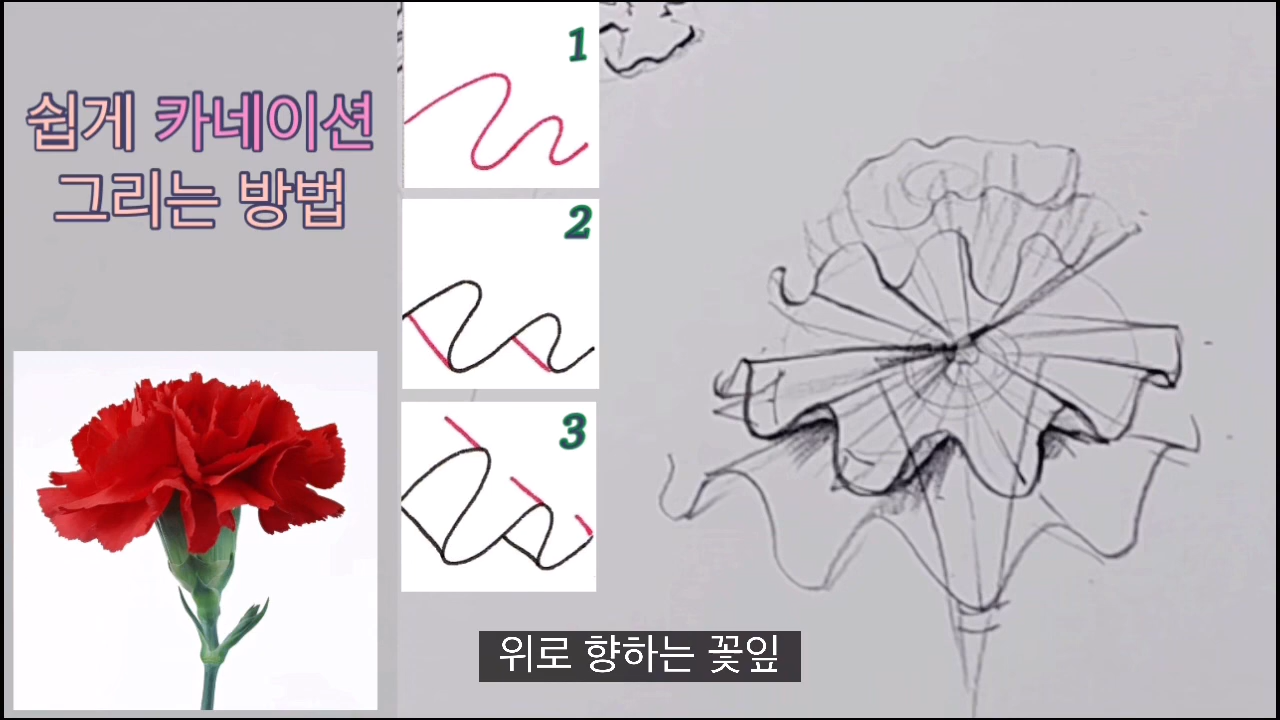 쉽게 카네이션
그리는 방법
1
2
3
위로 향하는 꽃잎